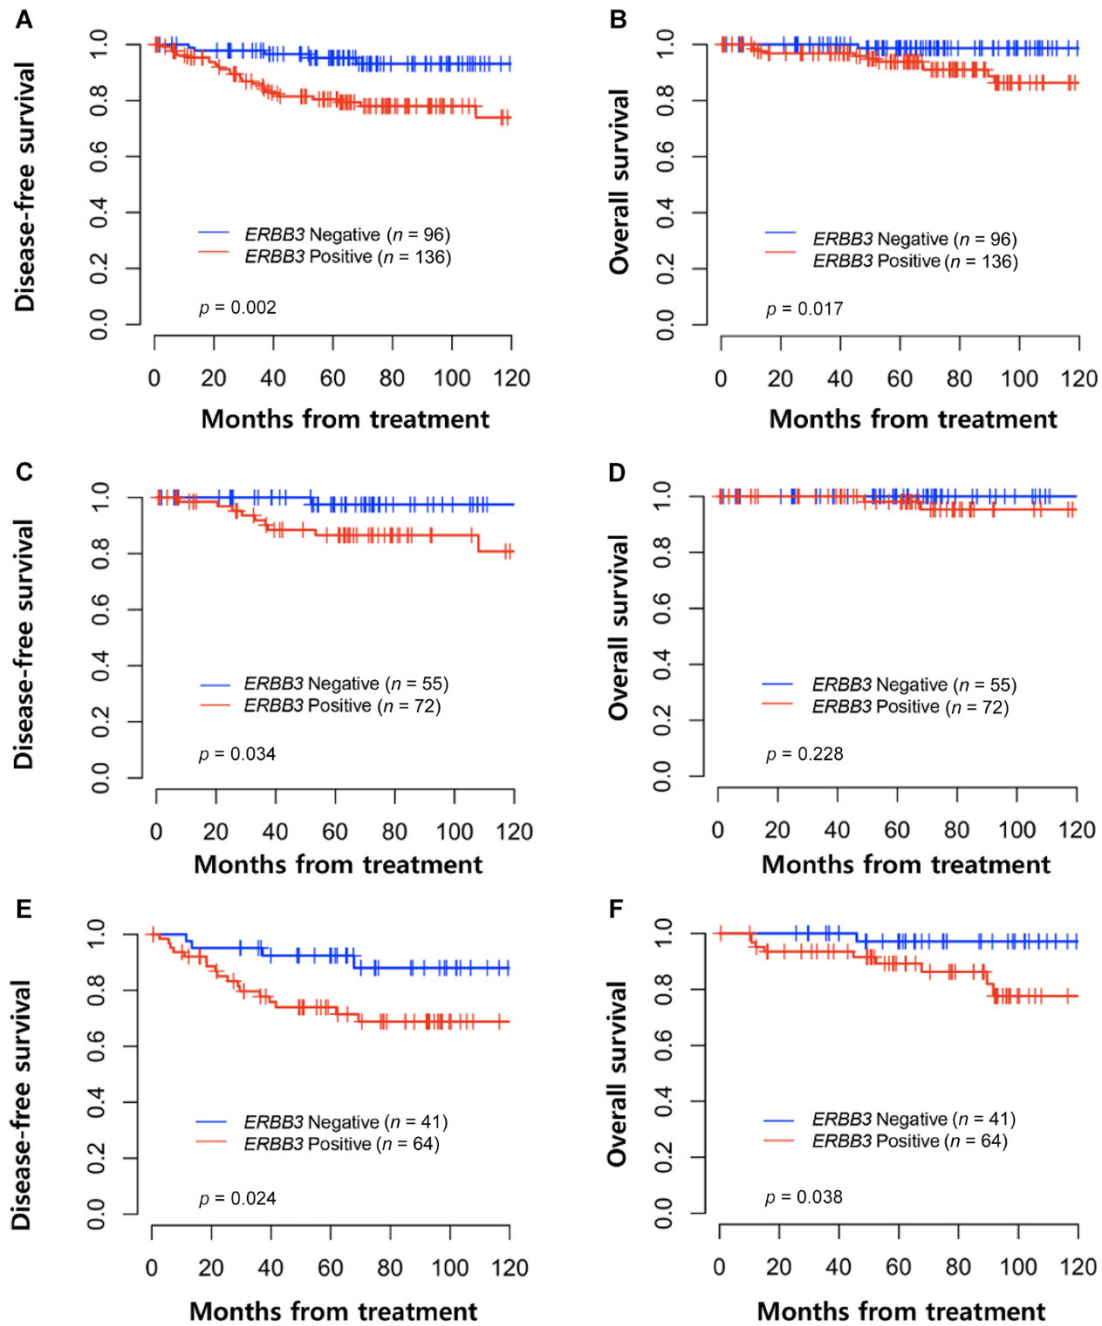 A
Disease-free survival
1.0
0.8
0.6
0.4
0.2
0.0
ERBB3 Negative (n = 96)
ERBB3 Positive (n = 136)
p = 0.002
0 20 40 60 80 100 120
Months from treatment
B
Overall survival
1.0
0.8
0.6
0.4
0.2
0.0
ERBB3 Negative (n = 96)
ERBB3 Positive (n = 136)
p = 0.017
0 20 40 60 80 100 120
Months from treatment
C
Disease-free survival
1.0
0.8
0.6
0.4
0.2
0.0
ERBB3 Negative (n = 55)
ERBB3 Positive (n = 72)
p = 0.034
0 20 40 60 80 100 120
Months from treatment
D
Overall survival
1.0
0.8
0.6
0.4
0.2
0.0
ERBB3 Negative (n = 55)
ERBB3 Positive (n = 72)
p = 0.228
0 20 40 60 80 100 120
Months from treatment
E
Disease-free survival
1.0
0.8
0.6
0.4
0.2
0.0
ERBB3 Negative (n = 41)
ERBB3 Positive (n = 64)
p = 0.024
0 20 40 60 80 100 120
Months from treatment
F
Overall survival
1.0
0.8
0.6
0.4
0.2
0.0
ERBB3 Negative (n = 41)
ERBB3 Positive (n = 64)
p = 0.038
0 20 40 60 80 100 120
Months from treatment